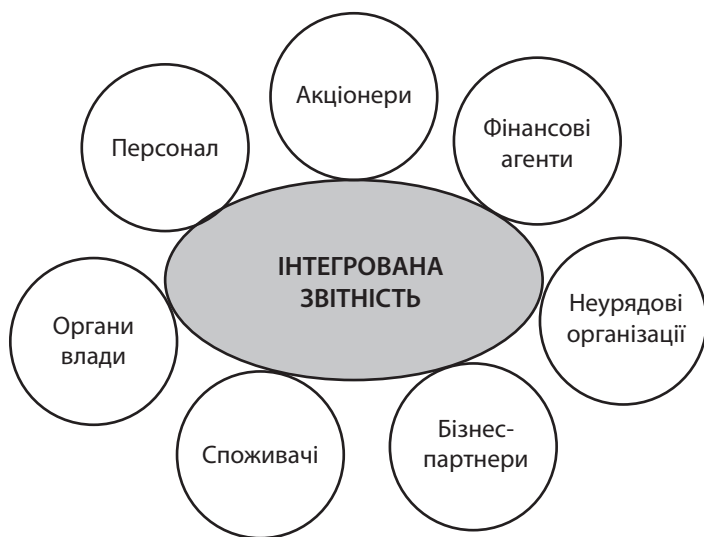 Акціонери
Фінансові
агенти
Персонал
ІНТЕГРОВАНА
ЗВІТНІСТЬ
Неурядові
організації
Органи
влади
Бізнес-
партнери
Споживачі